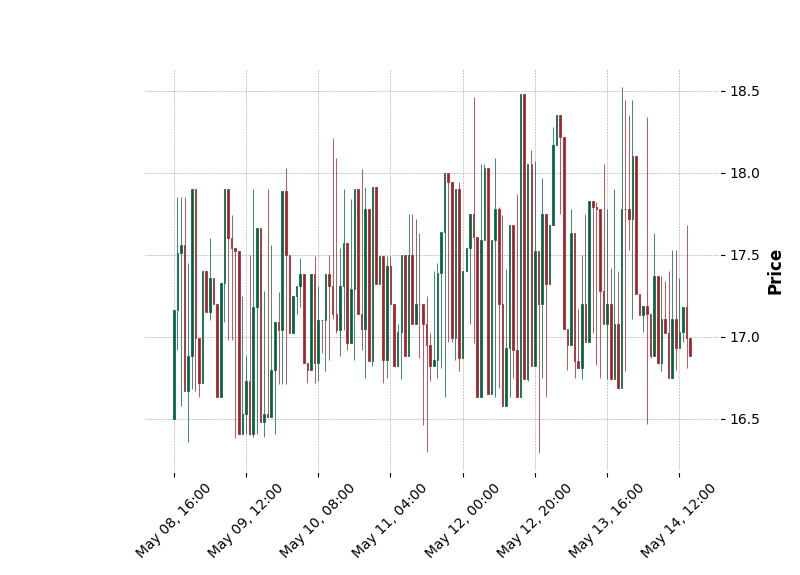 18.5
18.0
17.5
17.0
16.5
Price
May 08, 16:00
May 09, 12:00
May 10, 08:00
May 11, 04:00
May 12, 00:00
May 12, 20:00
May 13, 16:00
May 14, 12:00